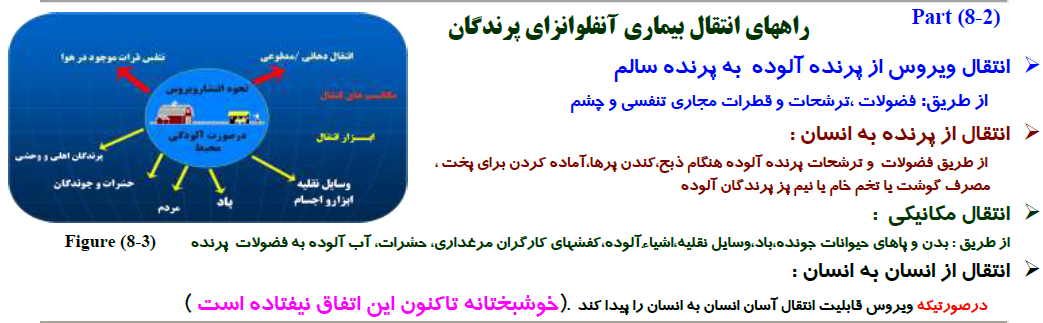 Part (8-2)
راههای انتقال بیماری آنفلوانزای پرندگان
انتقال ویروس از پرنده آلوده به پرنده سالم
از طریق: فضولات ،ترشحات و قطرات مجاری تنفسی و چشم
انتقال از پرنده به انسان :
از طریق فضولات و ترشحات پرنده آلوده هنگام ذبح،کندن پرها،آماده کردن برای پخت ،
مصرف گوشت یا تخم خام یا نیم پز پرندگان آلوده
انتقال مکانیکی :
از طریق : بدن و پاهای حیوانات جونده،باد،وسایل نقلیه،اشیاءآلوده،کفشهای کارگران مرغداری، حشرات، آب آلوده به فضولات پرنده
انتقال از انسان به انسان :
درصورتیکه ویروس قابلیت انتقال آسان انسان به انسان را پیدا کند .(خوشبختانه تاکنون این اتفاق نیفتاده است )
انتقال دهانی /مدفوعی
تنفس ذرات موجود در هوا
نحوه انتشارویروس
درصورت آلودگی
محیط
مکانیسم های انتقال
ابـزار انتقال
پرندگان اهلی و وحشی
حشرات و جوندگان
مردم
باد
وسایل نقلیه
ابزارو اجسام
Figure (8-3)